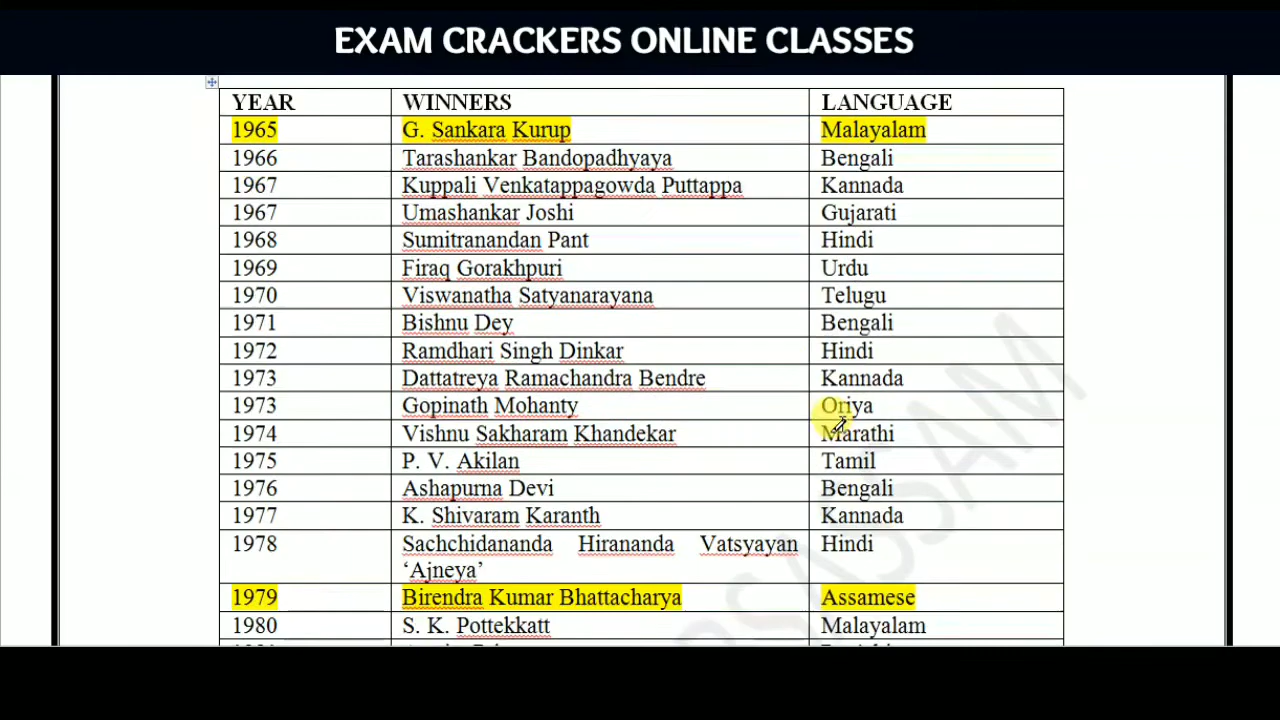 EXAM CRACKERS ONLINE CLASSES
YEAR WINNERS LANGUAGE
1965 G. Sankara Kurup Malayalam
1966 Tarashankar Bandopadhyaya Bengali
1967 Kuppali Venkatappagowda Puttappa Kannada
1967 Umashankar Joshi Gujarati
1968 Sumitranandan Pant Hindi
1969 Firaq Gorakhpuri Urdu
1970 Viswanatha Satyanarayana Telugu
1971 Bishnu Dey Bengali
1972 Ramdhari Singh Dinkar Hindi
1973 Dattatreya Ramachandra Bendre Kannada
1973 Gopinath Mohanty Oriya
1974 Vishnu Sakharam Khandekar Marathi
1975 P. V. Akilan Tamil
1976 Ashapurna Devi Bengali
1977 K. Shivaram Karanth Kannada
1978 Sachchidananda Hirananda Vatsyayan Hindi
‘Ajneya’
1979 Birendra Kumar Bhattacharya Assamese
1980 S. K. Pottekkatt Malayalam